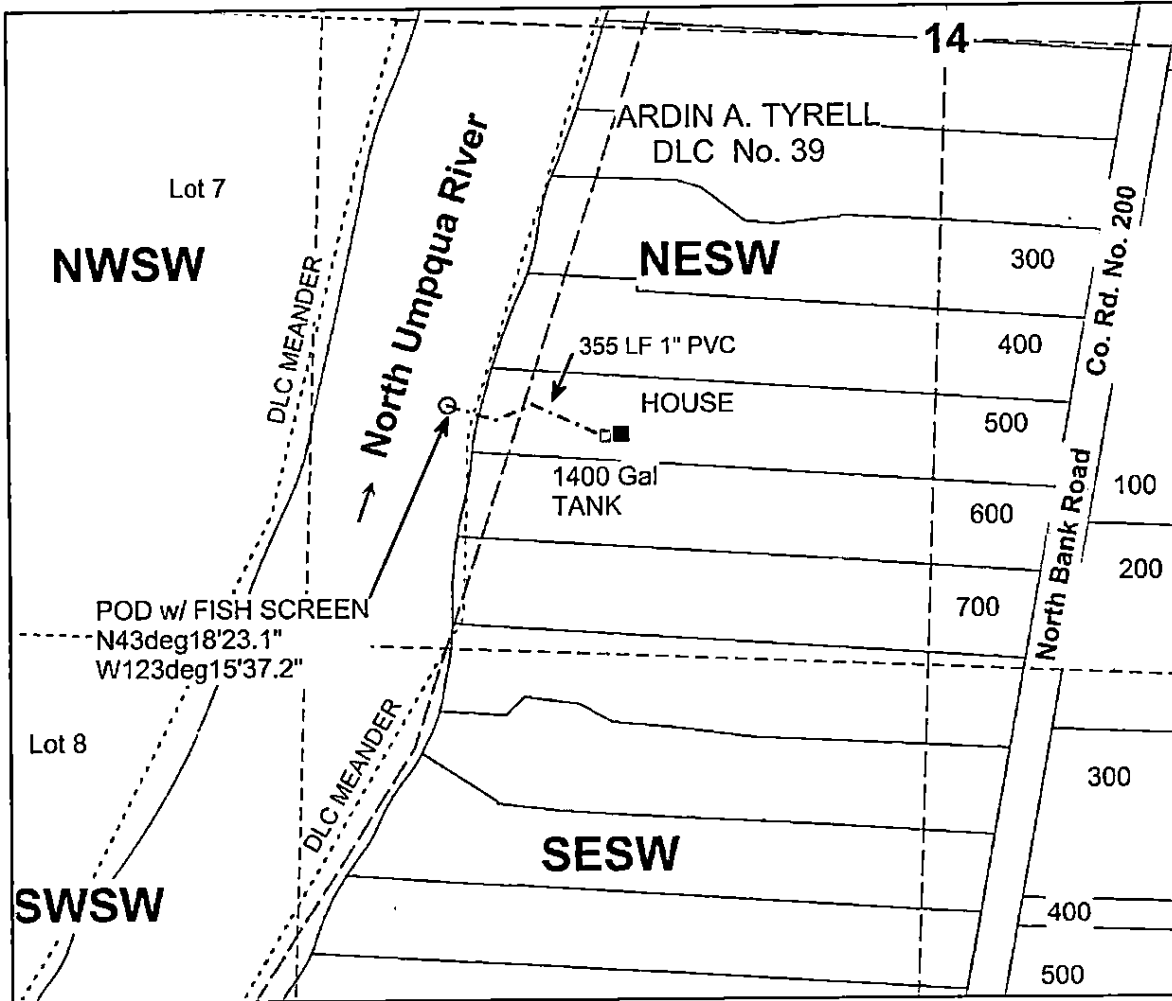 14
ARDIN A. TYRELL
DLC No. 39
Lot 7
North Umpqua River
Co. Rd. No. 200
NWSW
NESW
300
DLC MEANDER
400
355 LF 1" PVC
HOUSE
500
1400 Gal
TANK
100
600
North Bank Road
200
POD w/ FISH SCREEN
N43deg18'23.1"
W123deg15'37.2"
700
Lot 8
DLC MEANDER
300
SESW
SWSW
400
500